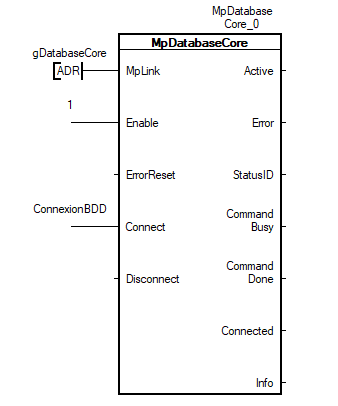 MpDatabase
Core_0
MpDatabaseCore
gDatabaseCore
ADR
MpLink
Active
1
Enable
Error
ErrorReset
StatusID
ConnexionBDD
Connect
Command
Busy
Disconnect
Command
Done
Connected
Info